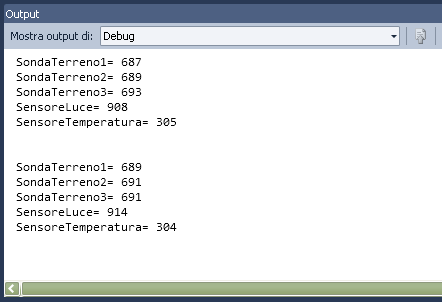 Output
Mostra output di: Debug
SondaTerreno1= 687
SondaTerreno2= 689
SondaTerreno3= 693
SensoreLuce= 908
SensoreTemperatura= 305
SondaTerreno1= 689
SondaTerreno2= 691
SondaTerreno3= 691
SensoreLuce= 914
SensoreTemperatura= 304